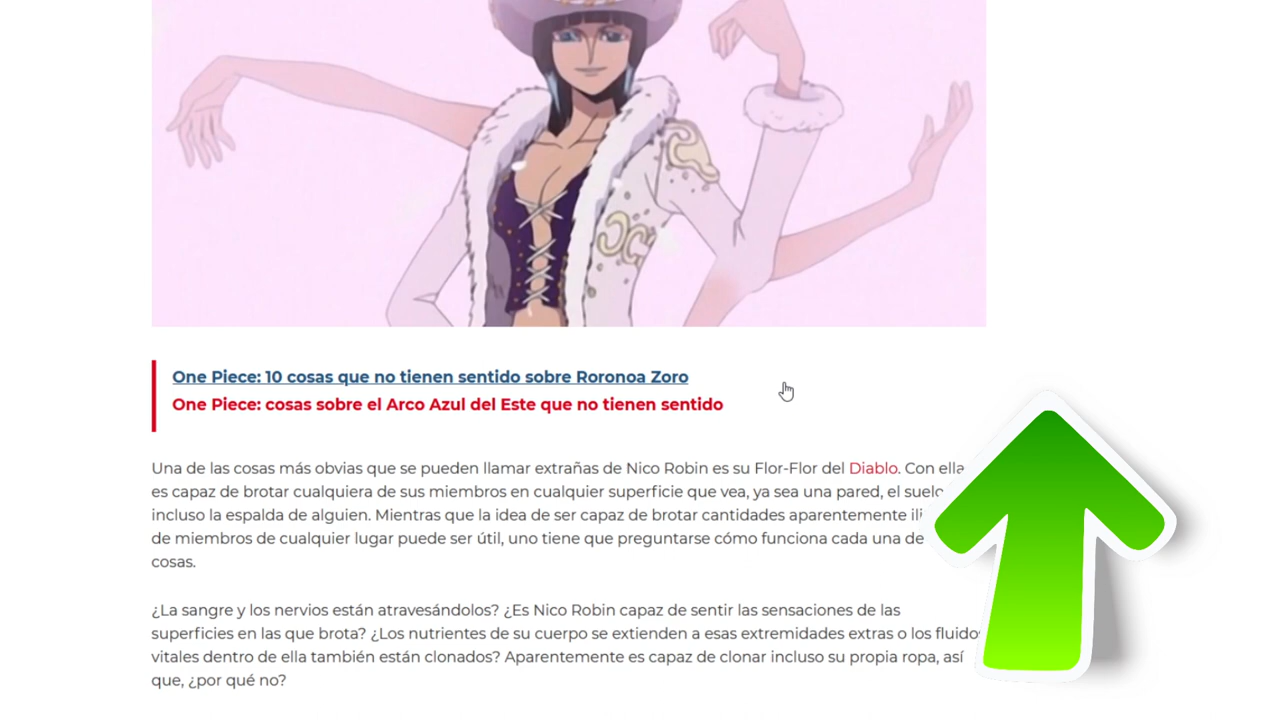 One Piece: 10 cosas que no tienen sentido sobre Roronoa Zoro
One Piece: cosas sobre el Arco Azul del Este que no tienen sentido
Una de las cosas más obvias que se pueden llamar extrañas de Nico Robin es su Flor-Flor del Diablo. Con ella
es capaz de brotar cualquiera de sus miembros en cualquier superficie que vea, ya sea una pared, el suelo
incluso la espalda de alguien. Mientras que la idea de ser capaz de brotar cantidades aparentemente
de miembros de cualquier lugar puede ser útil, uno tiene que preguntarse cómo funciona cada una de
cosas.
¿La sangre y los nervios están atravesándolos? ¿Es Nico Robin capaz de sentir las sensaciones de las
superficies en las que brota? ¿Los nutrientes de su cuerpo se extienden a esas extremidades extras o los fluidos
vitales dentro de ella también están clonados? Aparentemente es capaz de clonar incluso su propia ropa, así
que, ¿por qué no?